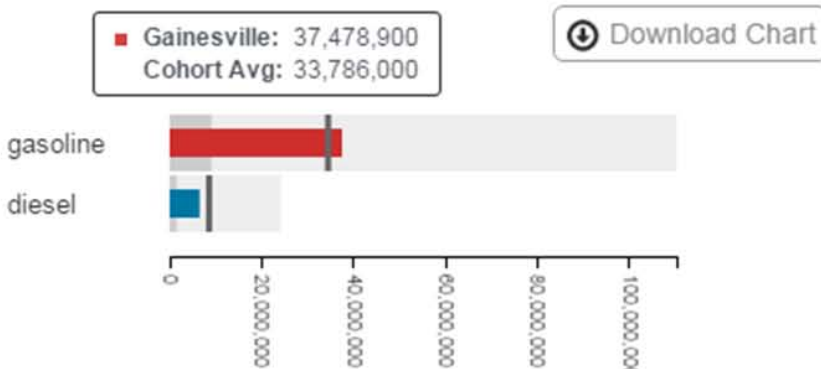 Gainesville: 37,478,900
Cohort Avg: 33,786,000
Download Chart
gasoline
diesel
0
20,000,000
40,000,000
60,000,000
80,000,000
100,000,00